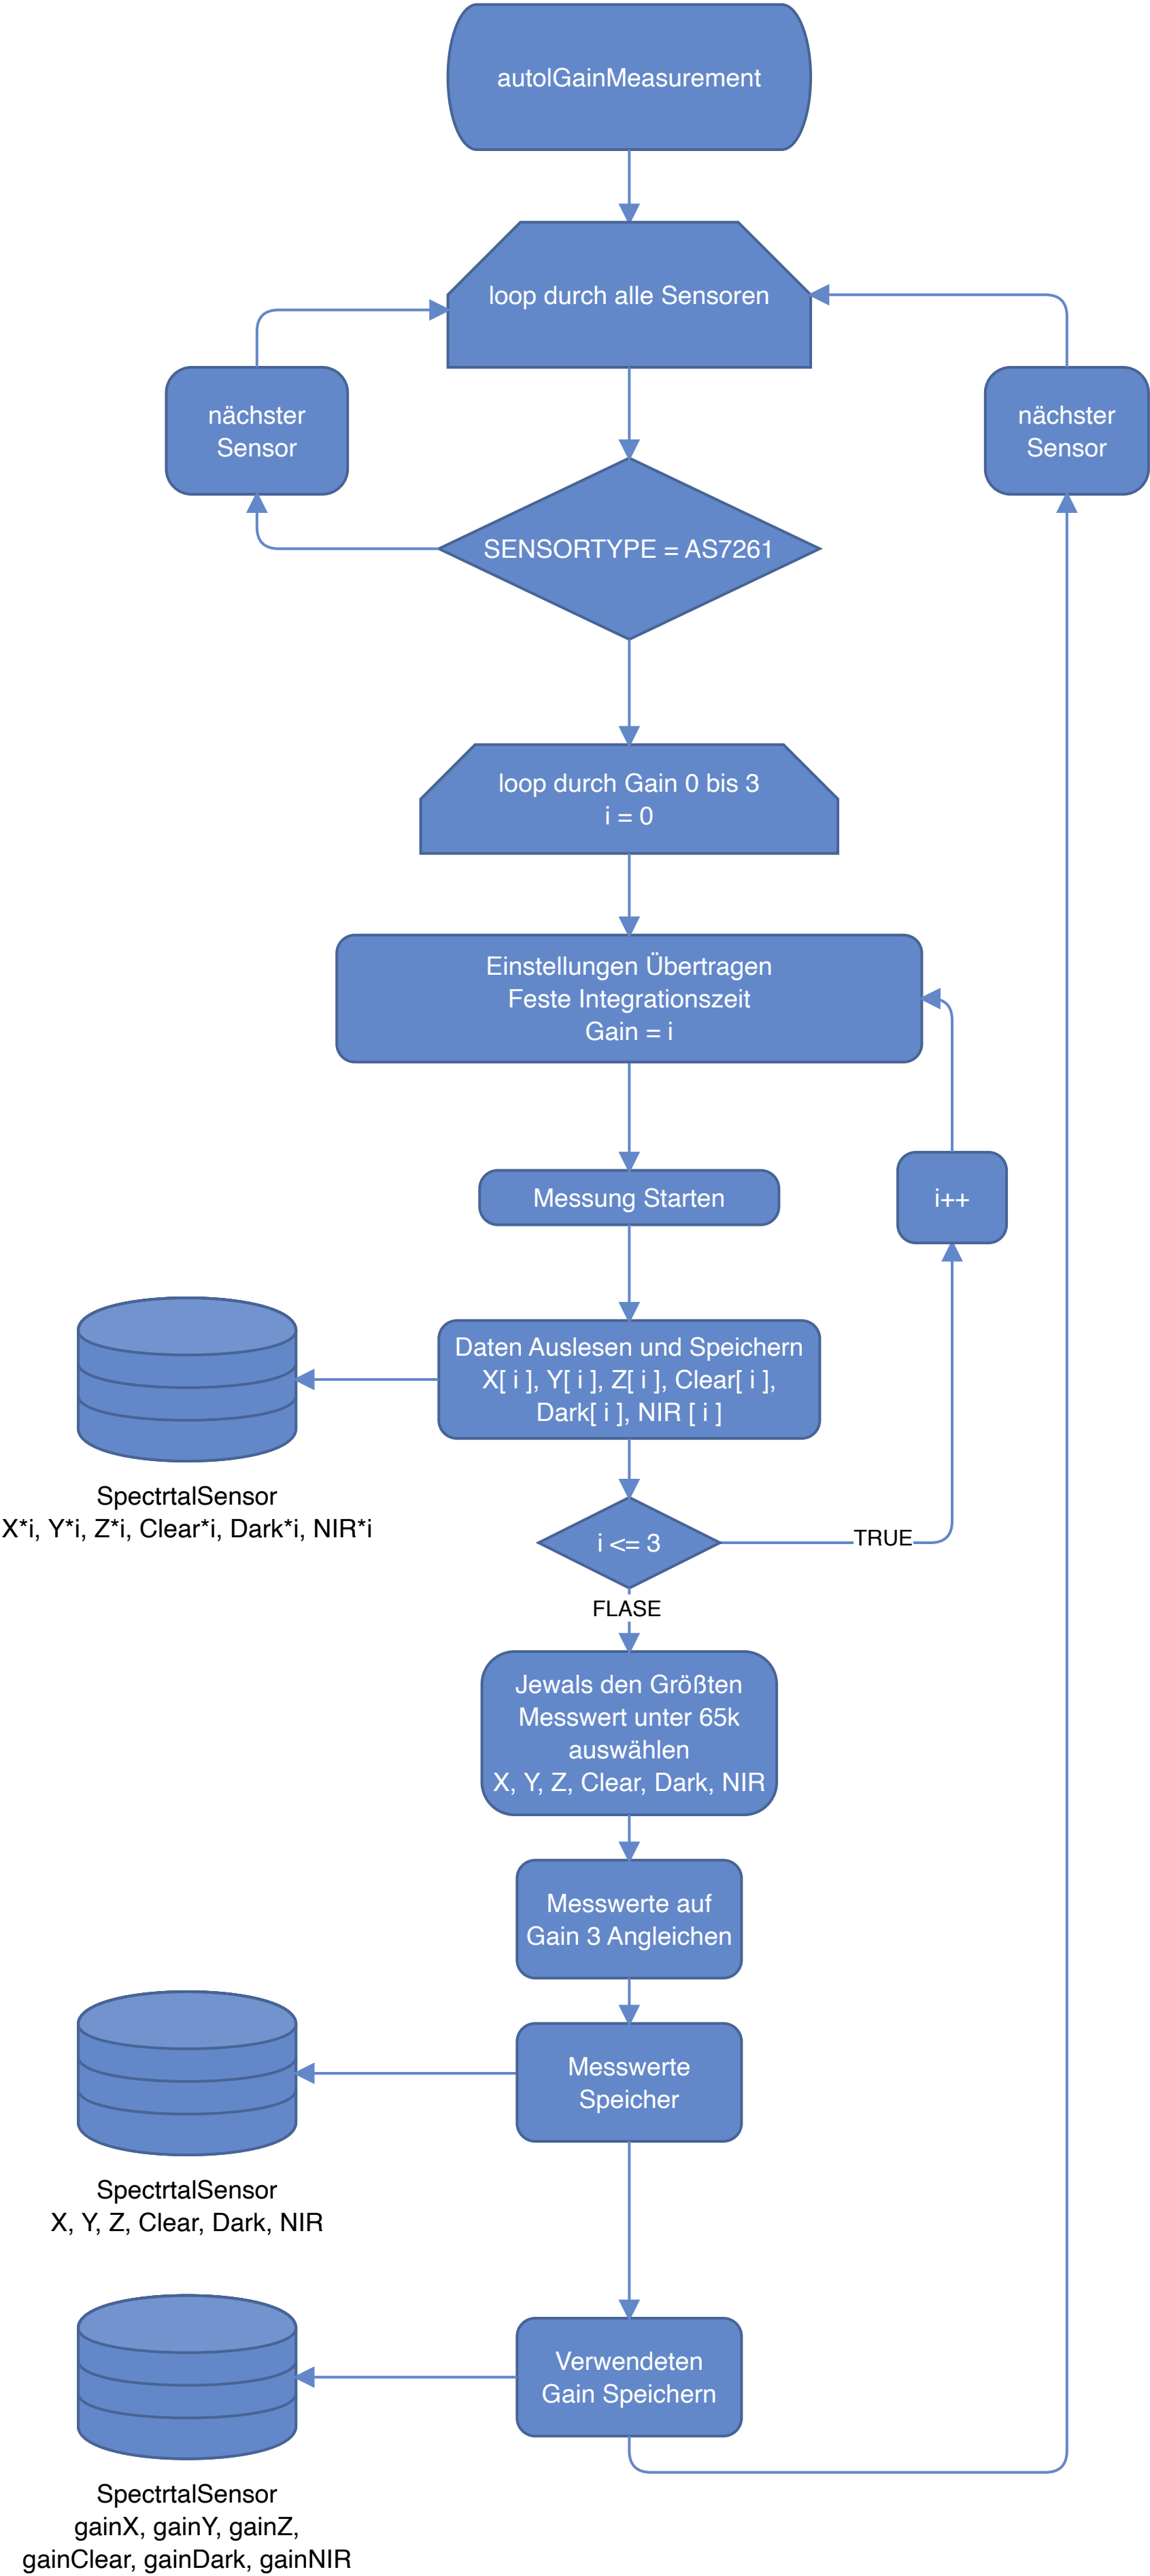 autolGainMeasurement
loop durch alle Sensoren
nächster
Sensor
nächster
Sensor
SENSORTYPE = AS7261
loop durch Gain 0 bis 3
i = 0
Einstellungen Übertragen
Feste Integrationszeit
Gain = i
Messung Starten
i++
Daten Auslesen und Speichern
X[ i ], Y[ i ], Z[ i ], Clear[ i ],
Dark[ i ], NIR [ i ]
SpectrtalSensor
X*i, Y*i, Z*i, Clear*i, Dark*i, NIR*i
i <= 3
TRUE
FLASE
Jewals den Größten
Messwert unter 65k
auswählen
X, Y, Z, Clear, Dark, NIR
Messwerte auf
Gain 3 Angleichen
Messwerte
Speicher
SpectrtalSensor
X, Y, Z, Clear, Dark, NIR
Verwendeten
Gain Speichern
SpectrtalSensor
gainX, gainY, gainZ,
gainClear, gainDark, gainNIR